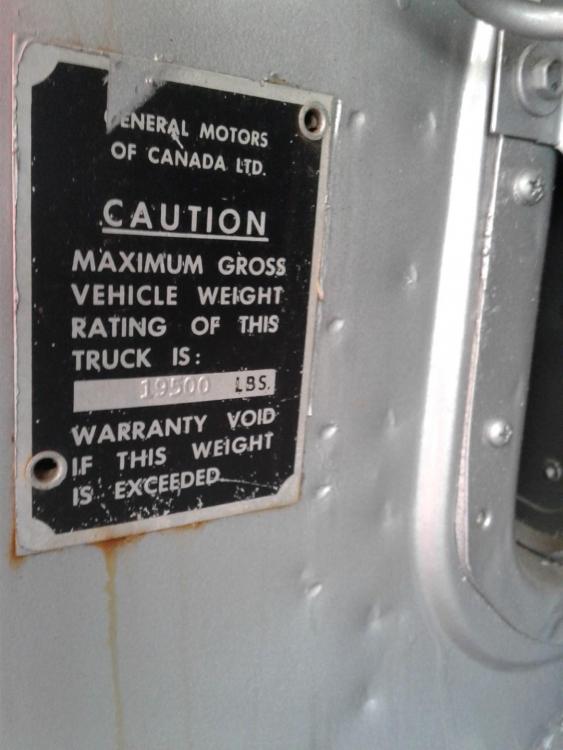 GENERAL MOTORS
OF CANADA LTD.
CAUTION
MAXIMUM GROSS
VEHICLE WEIGHT
RATING OF THIS
TRUCK IS:
19500 LBS.
WARRANTY VOID
IF THIS WEIGHT
IS EXCEEDED